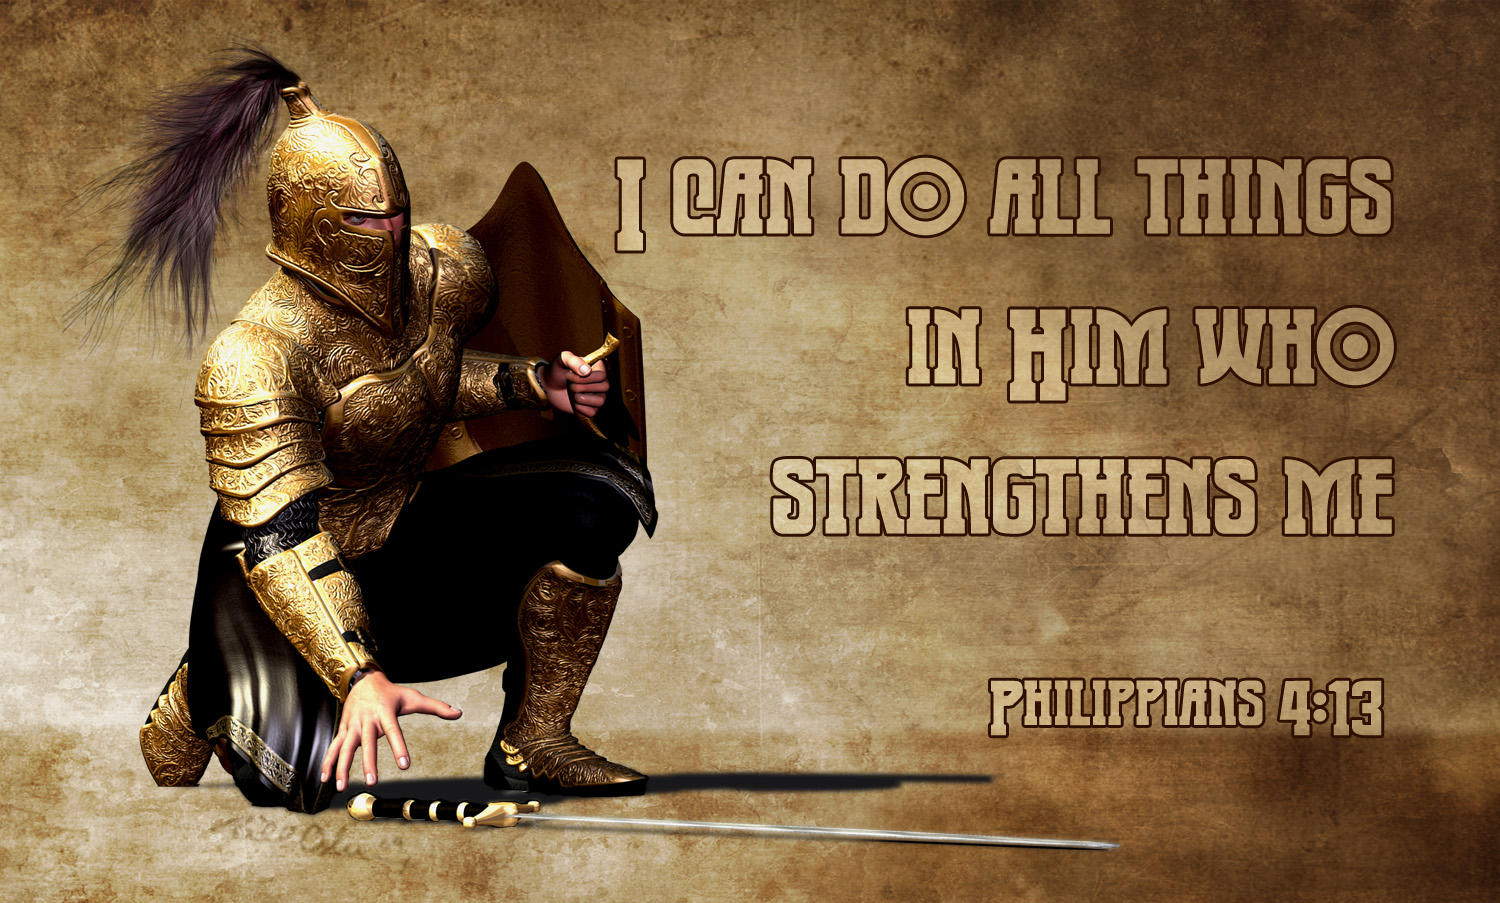 I can do all things
in Him who
strengthens me
Philippians 4:13